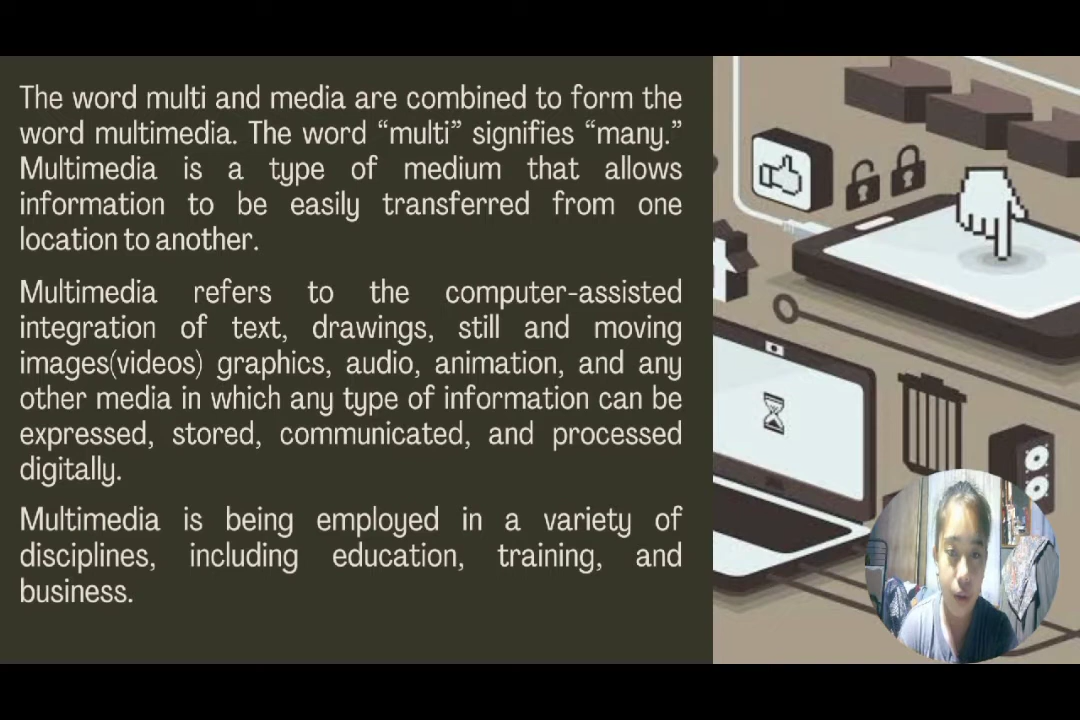 The word multi and media are combined to form the
word multimedia. The word “multi” signifies “many.”
Multimedia is a type of medium that allows
information to be easily transferred from one
location to another.
Multimedia refers to the computer-assisted
integration of text, drawings, still and moving
images(videos) graphics, audio, animation, and any
other media in which any type of information can be
expressed, stored, communicated, and processed
digitally.
Multimedia is being employed in a variety of
disciplines, including education, training, and
business.